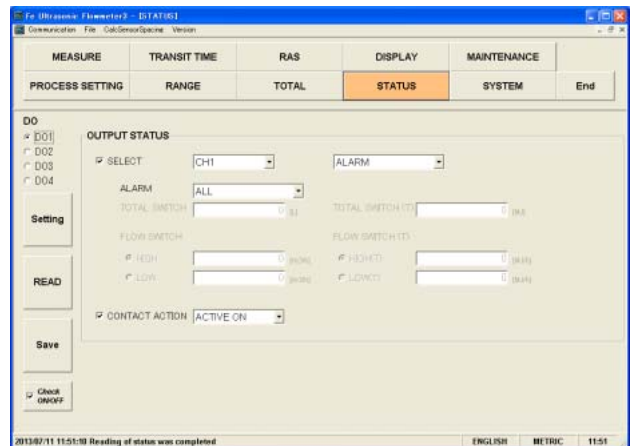 Fe Ultrasonic Flowmeter3 - [STATUS]
Communication File CalcSensorSpacing Version
MEASURE TRANSIT TIME RAS DISPLAY MAINTENANCE
PROCESS SETTING RANGE TOTAL STATUS SYSTEM End
DO
DO1
DO2
DO3
DO4
OUTPUT STATUS
SELECT CH1 ALARM
ALARM ALL
TOTAL SWITCH 0 TOTAL SWITCH (T) 0
FLOW SWITCH FLOW SWITCH (T)
HIGH 0 HIGH(T) 0
LOW 0 LOW(T) 0
CONTACT ACTION ACTIVE ON
Setting
READ
Save
Check
ON/OFF
2013/07/11 11:51:10 Reading of status was completed ENGLISH METRIC 11:51